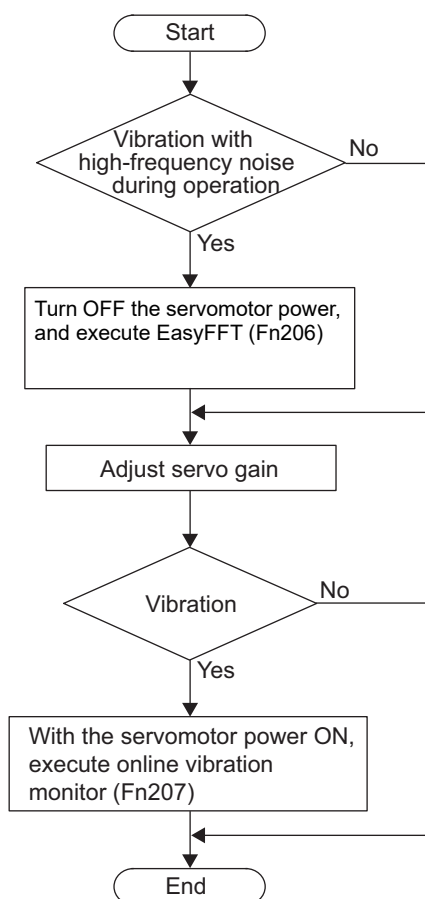 Start
Vibration with
high-frequency noise
during operation
No
Yes
Turn OFF the servomotor power,
and execute EasyFFT (Fn206)
Adjust servo gain
Vibration
No
Yes
With the servomotor power ON,
execute online vibration
monitor (Fn207)
End